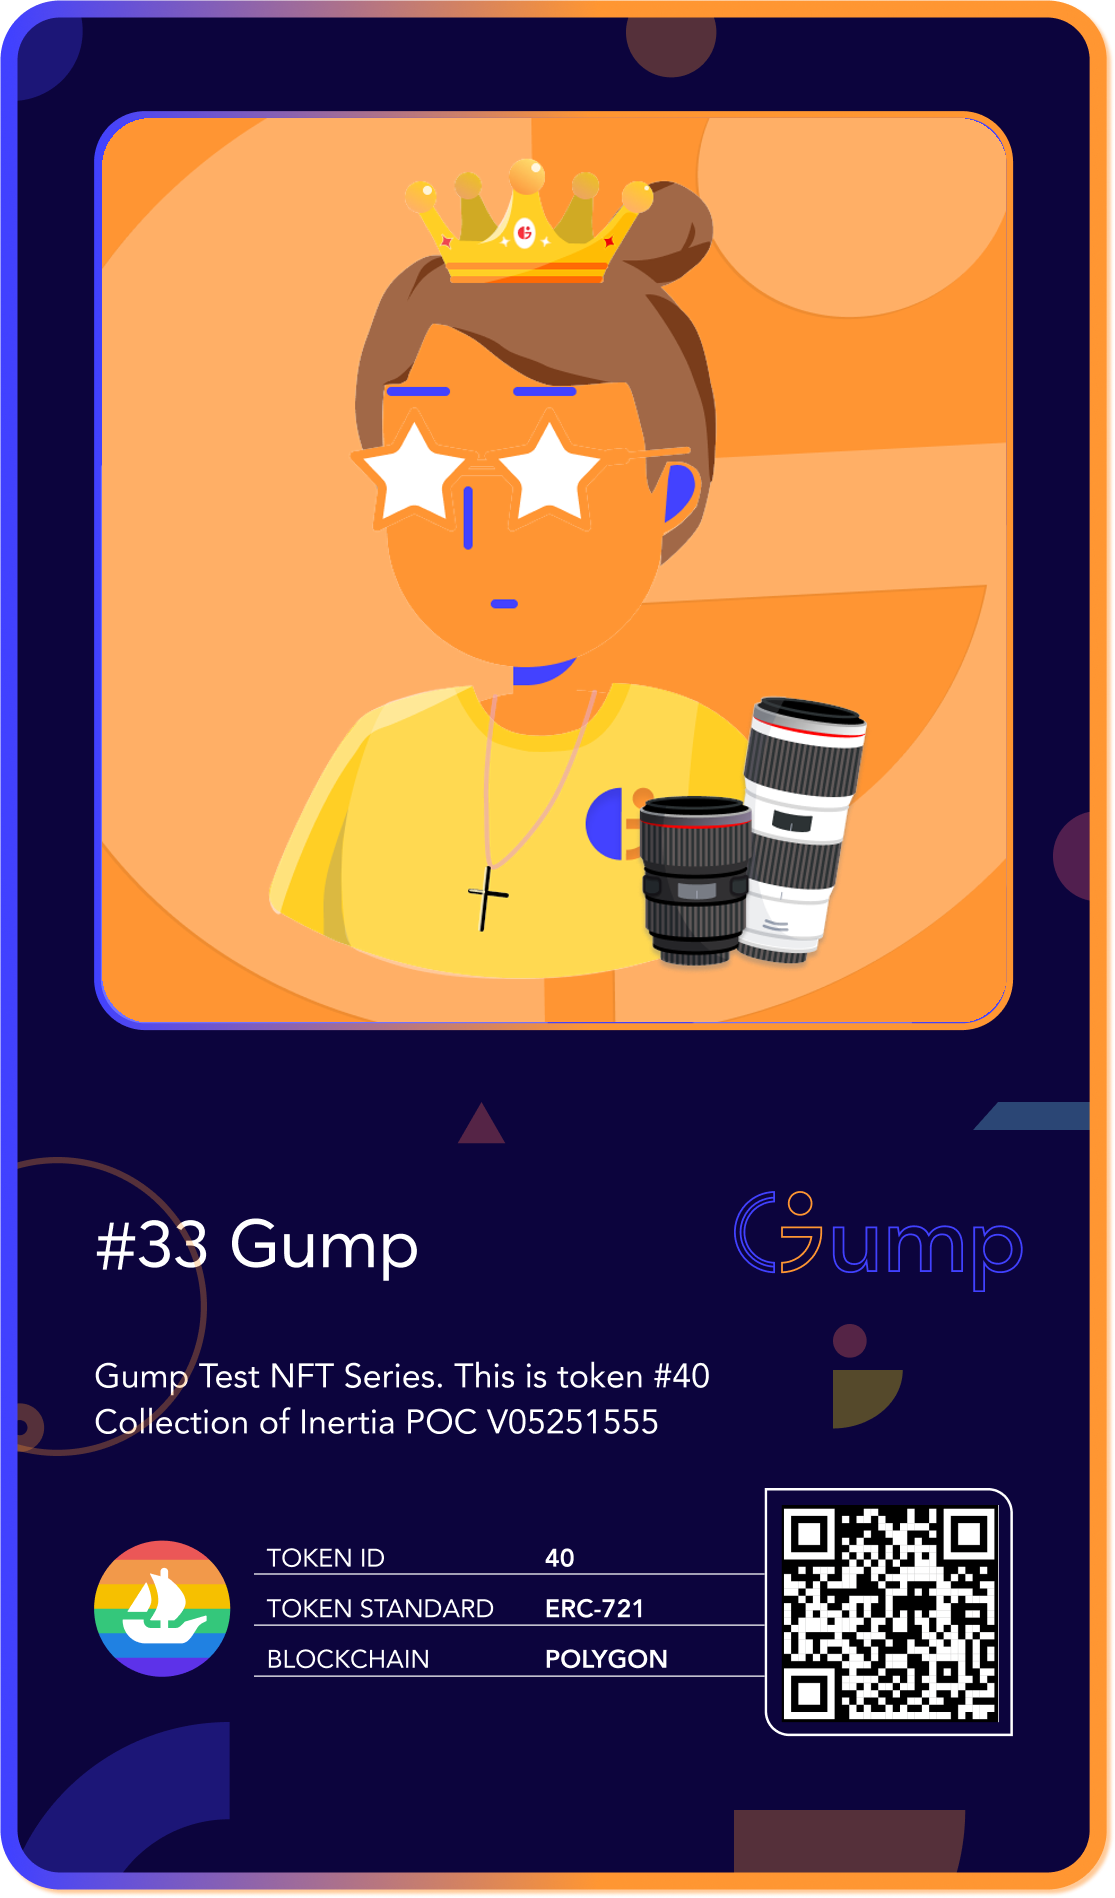 #33 Gump
Gump
Gump Test NFT Series. This is token #40
Collection of Inertia POC V05251555
TOKEN ID 40
TOKEN STANDARD ERC-721
BLOCKCHAIN POLYGON